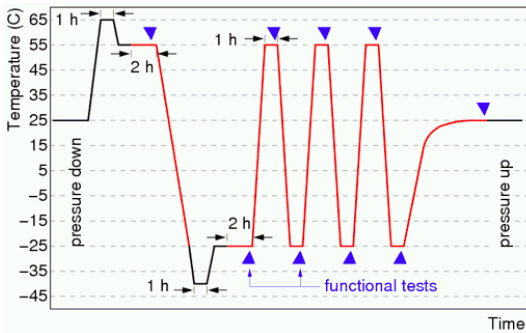 Temperature (C)
65
55
45
35
25
15
5
−5
−15
−25
−35
−45
1 h
2 h
1 h
2 h
1 h
pressure down
pressure up
functional tests
Time